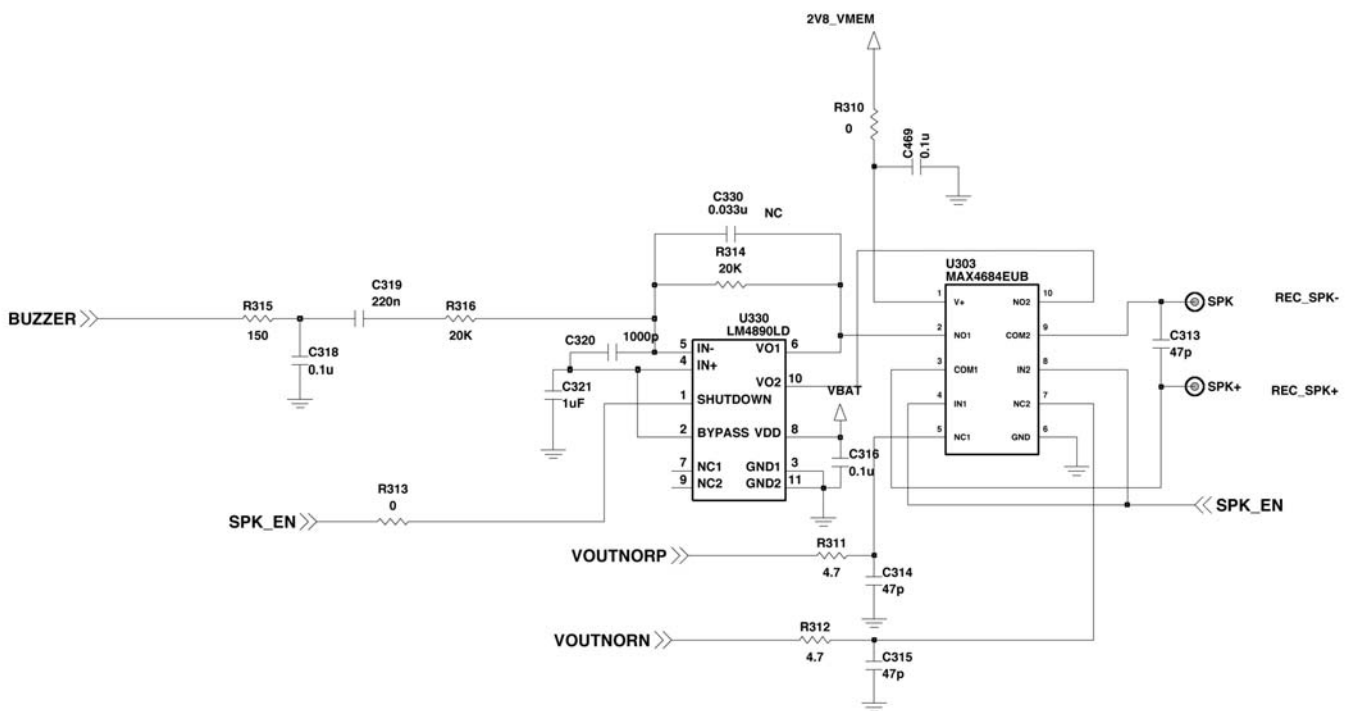 2V8_VMEM
R310
0
C469
0.1u
C330
0.033u
NC
R314
20K
U303
MAX4684EUB
1
V+
NO2
10
2
NO1
COM2
9
3
COM1
IN2
8
4
IN1
NC2
7
5
NC1
GND
6
SPK
REC_SPK-
C313
47p
SPK+
REC_SPK+
BUZZER
R315
150
C319
220n
R316
20K
C318
0.1u
C320
1000p
U330
LM4890LD
5
IN-
VO1
6
4
IN+
VO2
10
C321
1uF
1
SHUTDOWN
VBAT
2
BYPASS
VDD
8
7
NC1
GND1
3
9
NC2
GND2
11
C316
0.1u
R313
0
SPK_EN
SPK_EN
VOUTNORP
R311
4.7
C314
47p
VOUTNORN
R312
4.7
C315
47p